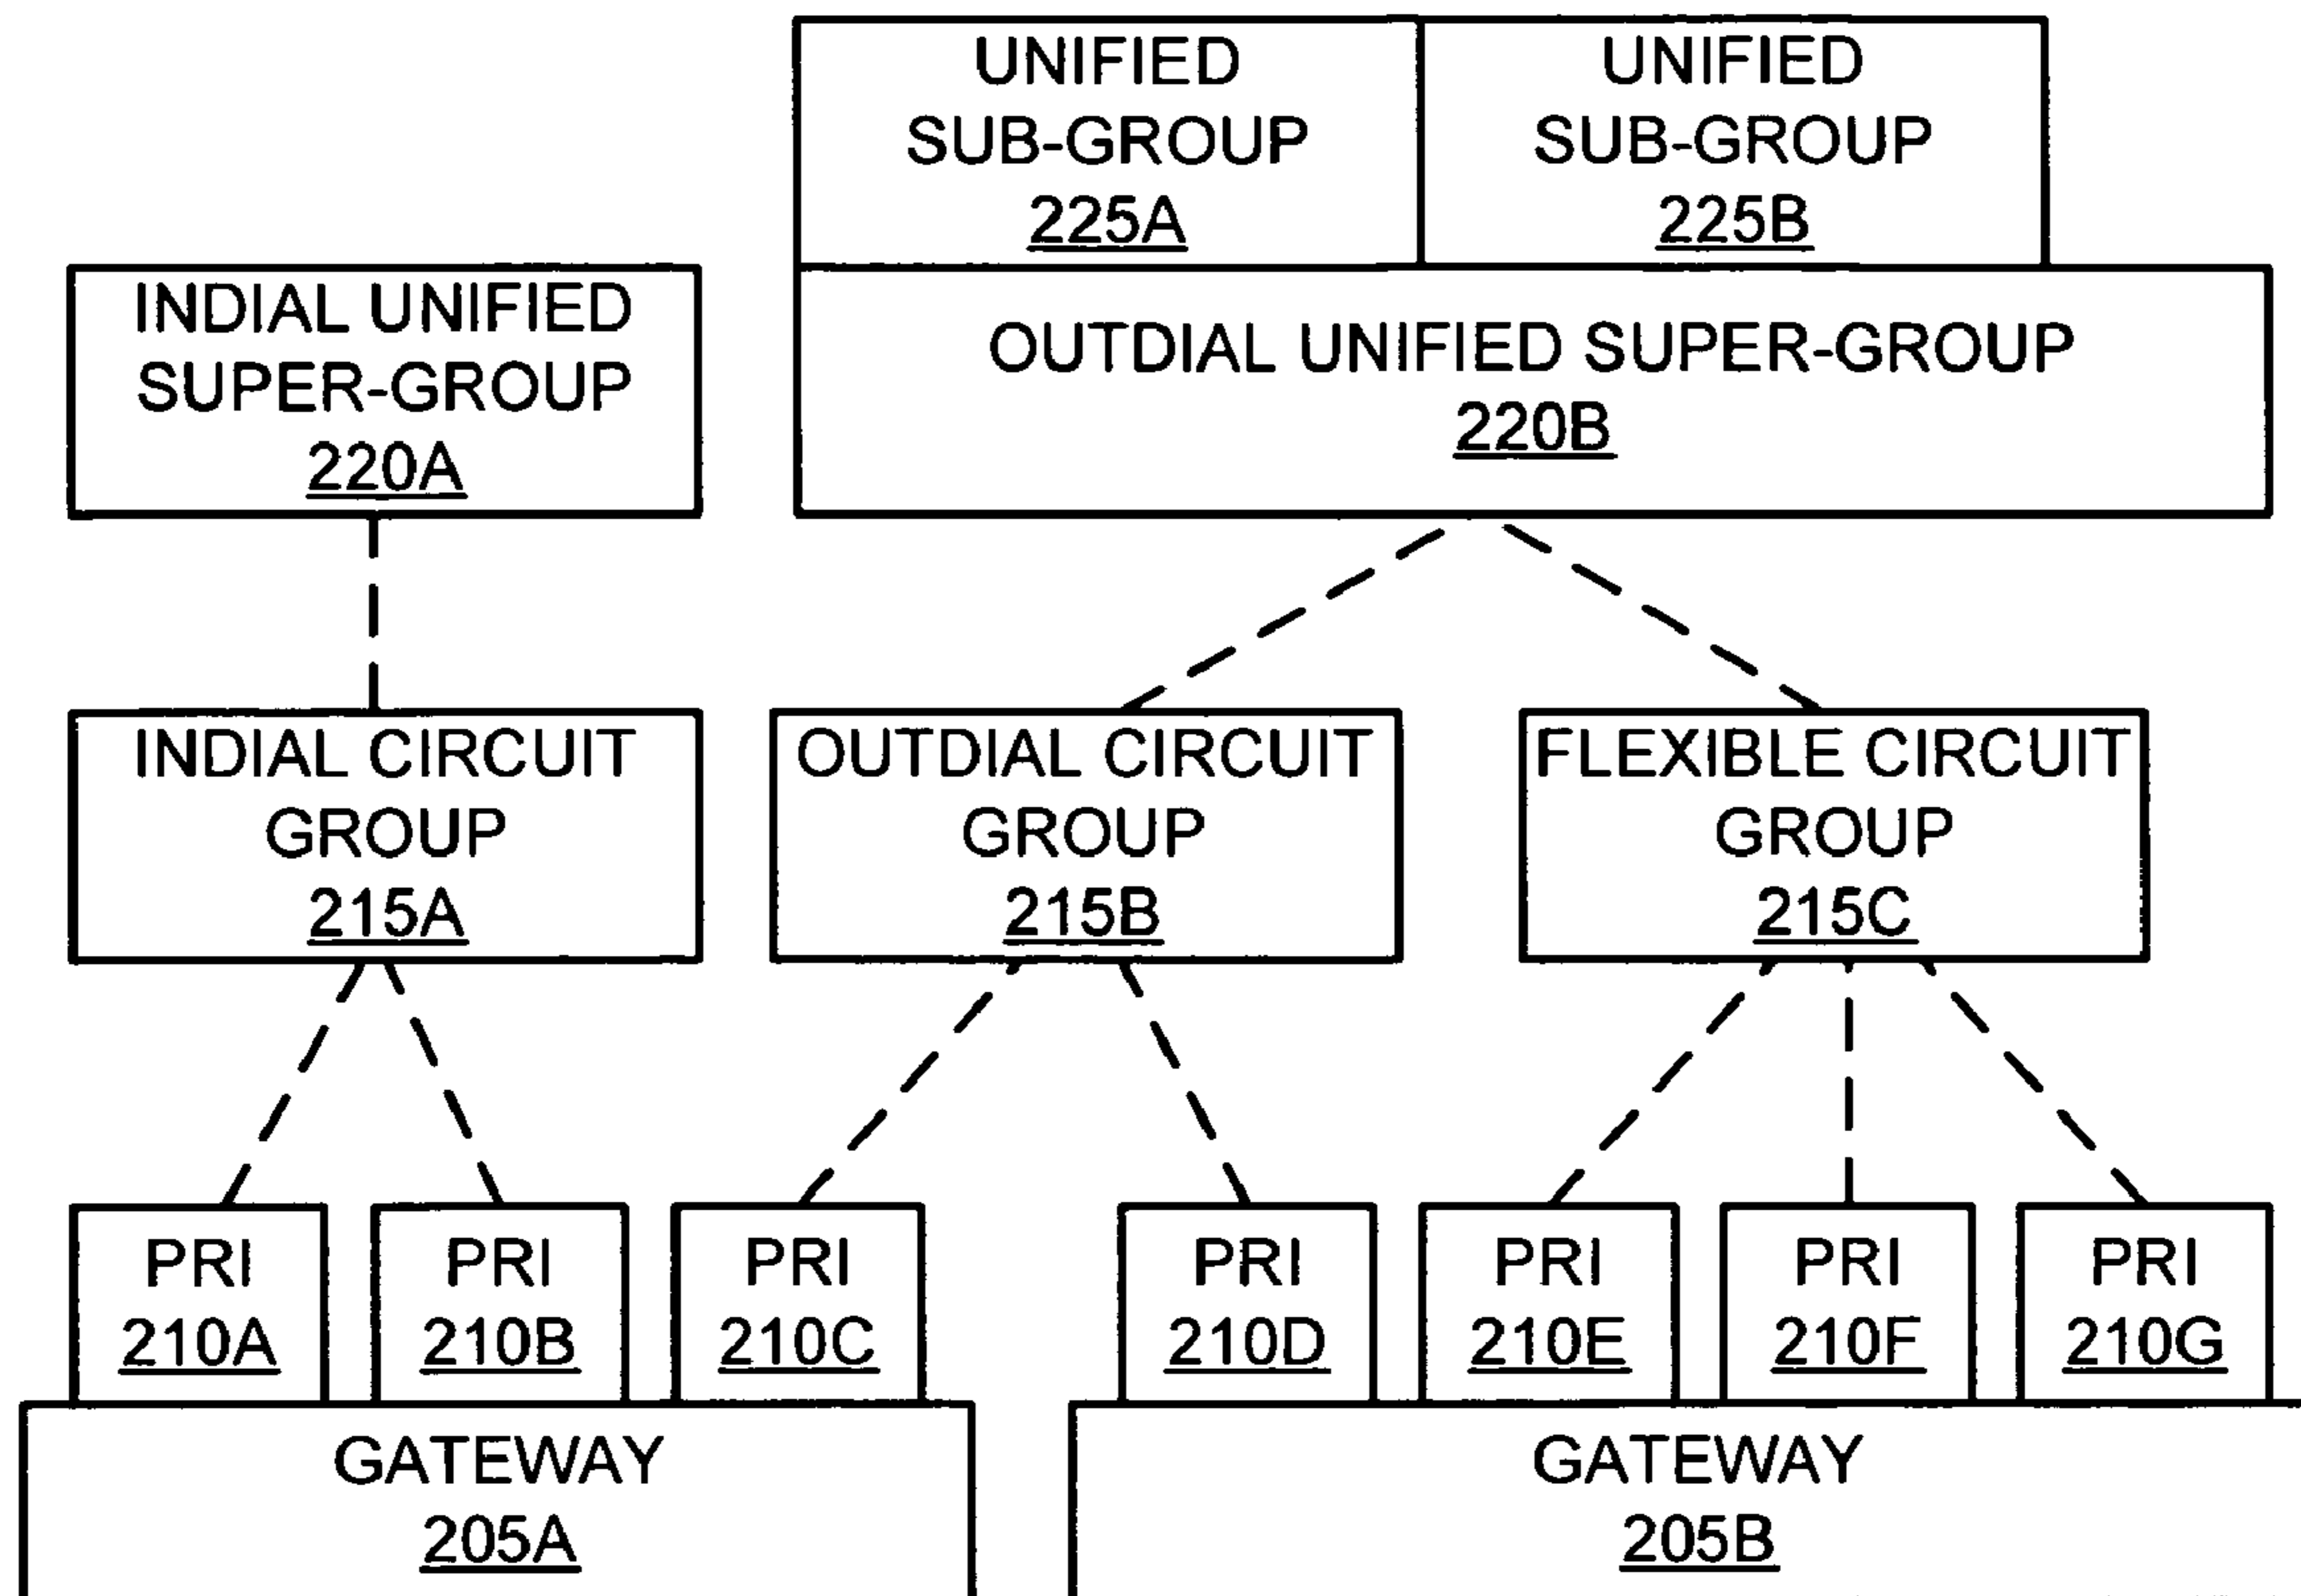 UNIFIED
SUB-GROUP
225A
UNIFIED
SUB-GROUP
225B
INDIAL UNIFIED
SUPER-GROUP
220A
OUTDIAL UNIFIED SUPER-GROUP
220B
INDIAL CIRCUIT
GROUP
215A
OUTDIAL CIRCUIT
GROUP
215B
FLEXIBLE CIRCUIT
GROUP
215C
PRI
210A
PRI
210B
PRI
210C
PRI
210D
PRI
210E
PRI
210F
PRI
210G
GATEWAY
205A
GATEWAY
205B